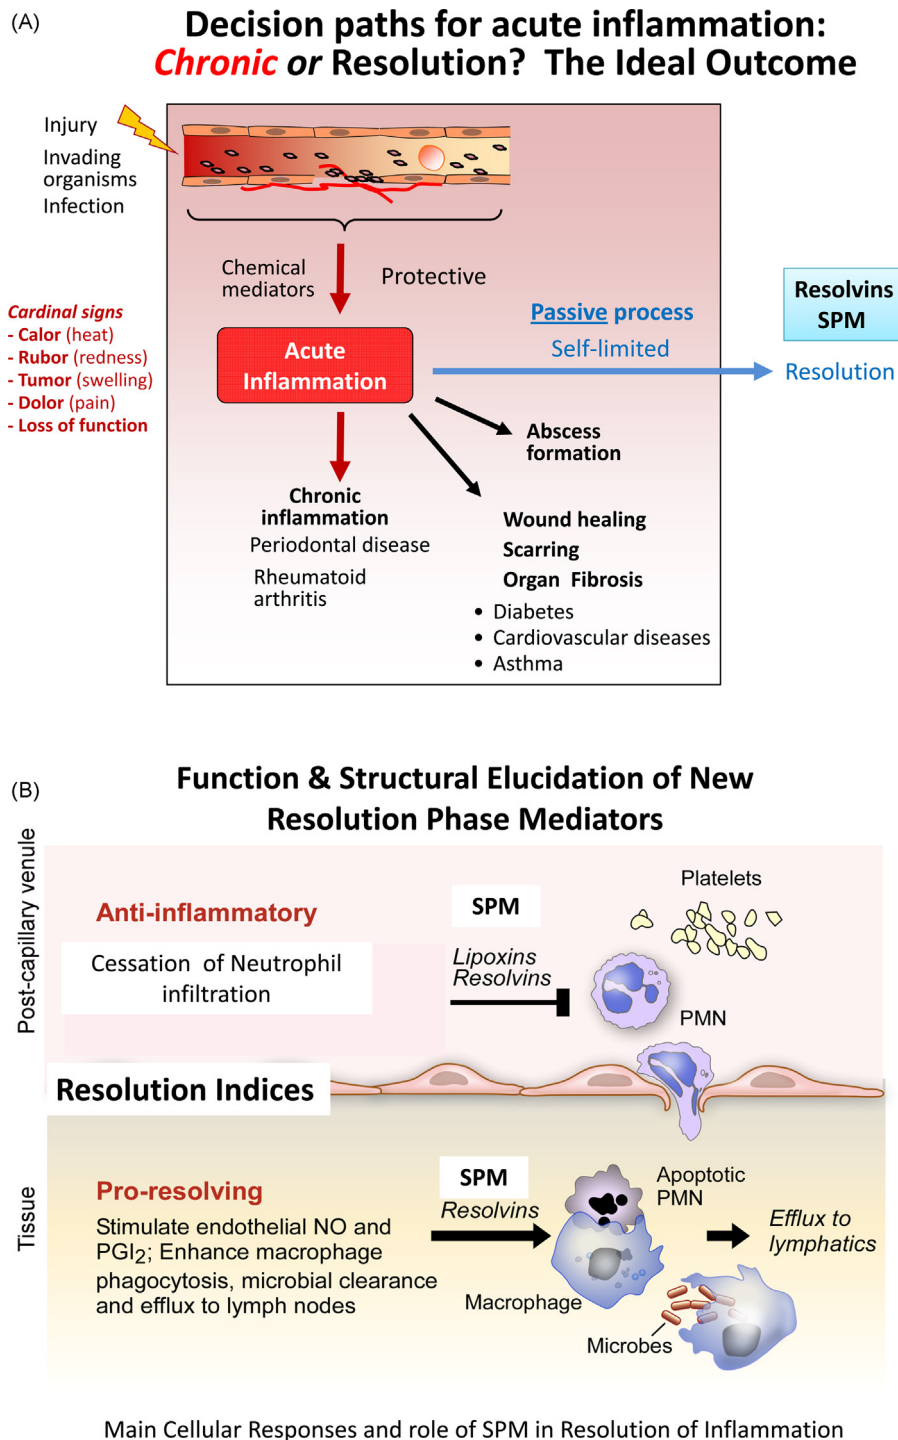 (A)
Decision paths for acute inflammation:
Chronic or Resolution? The Ideal Outcome
Injury
Invading
organisms
Infection
Chemical
mediators
Protective
Cardinal signs
- Calor (heat)
- Rubor (redness)
- Tumor (swelling)
- Dolor (pain)
- Loss of function
Acute
Inflammation
Passive process
Self-limited
Resolvins
SPM
Resolution
Abscess
formation
Chronic
inflammation
Periodontal disease
Rheumatoid
arthritis
Wound healing
Scarring
Organ Fibrosis
• Diabetes
• Cardiovascular diseases
• Asthma
(B)
Function & Structural Elucidation of New
Resolution Phase Mediators
Post-capillary venule
Anti-inflammatory
Cessation of Neutrophil
infiltration
SPM
Lipoxins
Resolvins
Platelets
PMN
Resolution Indices
Tissue
Pro-resolving
Stimulate endothelial NO and
PGI2; Enhance macrophage
phagocytosis, microbial clearance
and efflux to lymph nodes
SPM
Resolvins
Apoptotic
PMN
Macrophage
Efflux to
lymphatics
Microbes
Main Cellular Responses and role of SPM in Resolution of Inflammation